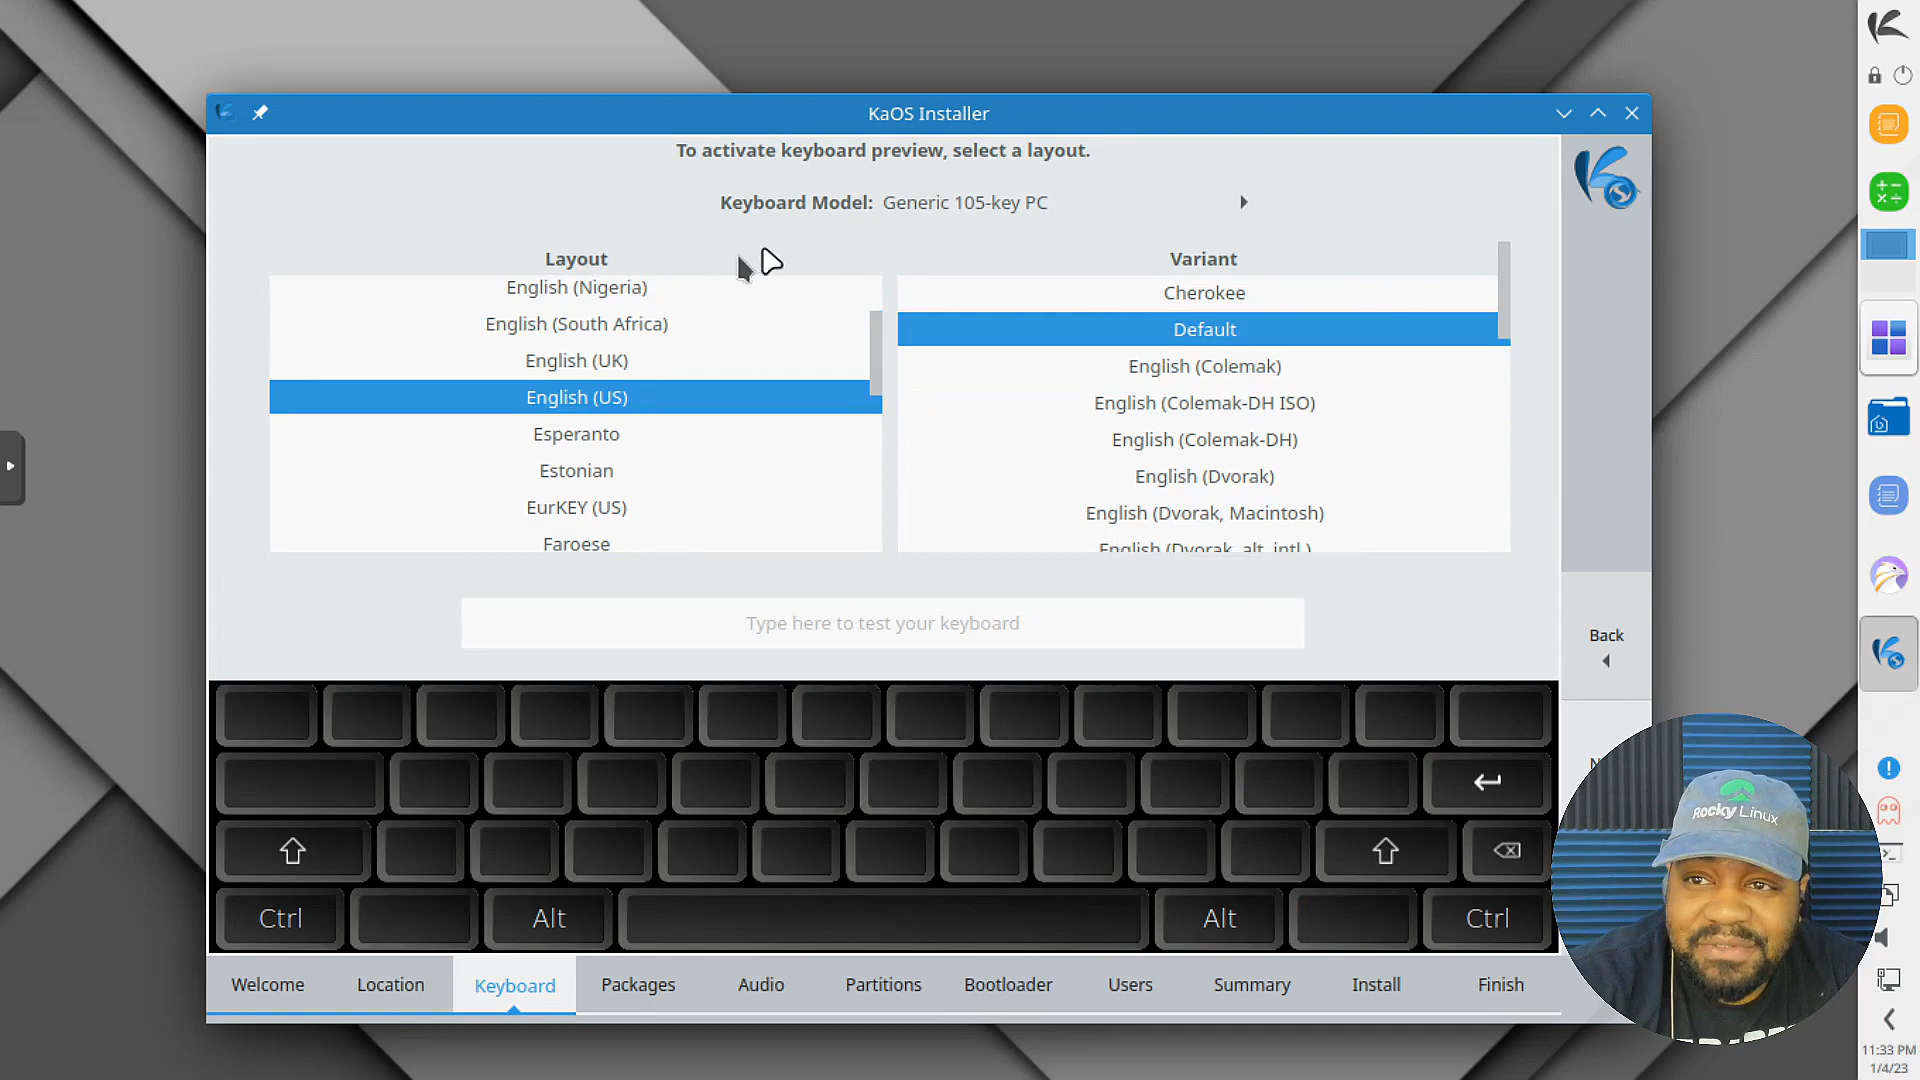 KaOS Installer
To activate keyboard preview, select a layout.
Keyboard Model: Generic 105-key PC
Layout
Variant
English (Nigeria)
English (South Africa)
English (UK)
English (US)
Esperanto
Estonian
EurKEY (US)
Faroese
Cherokee
Default
English (Colemak)
English (Colemak-DH ISO)
English (Colemak-DH)
English (Dvorak)
English (Dvorak, Macintosh)
English (Dvorak, alt. intl.)
Type here to test your keyboard
Back
Ctrl
Alt
Alt
Ctrl
Rocky Linux
Welcome
Location
Keyboard
Packages
Audio
Partitions
Bootloader
Users
Summary
Install
Finish
11:33 PM
1/4/23